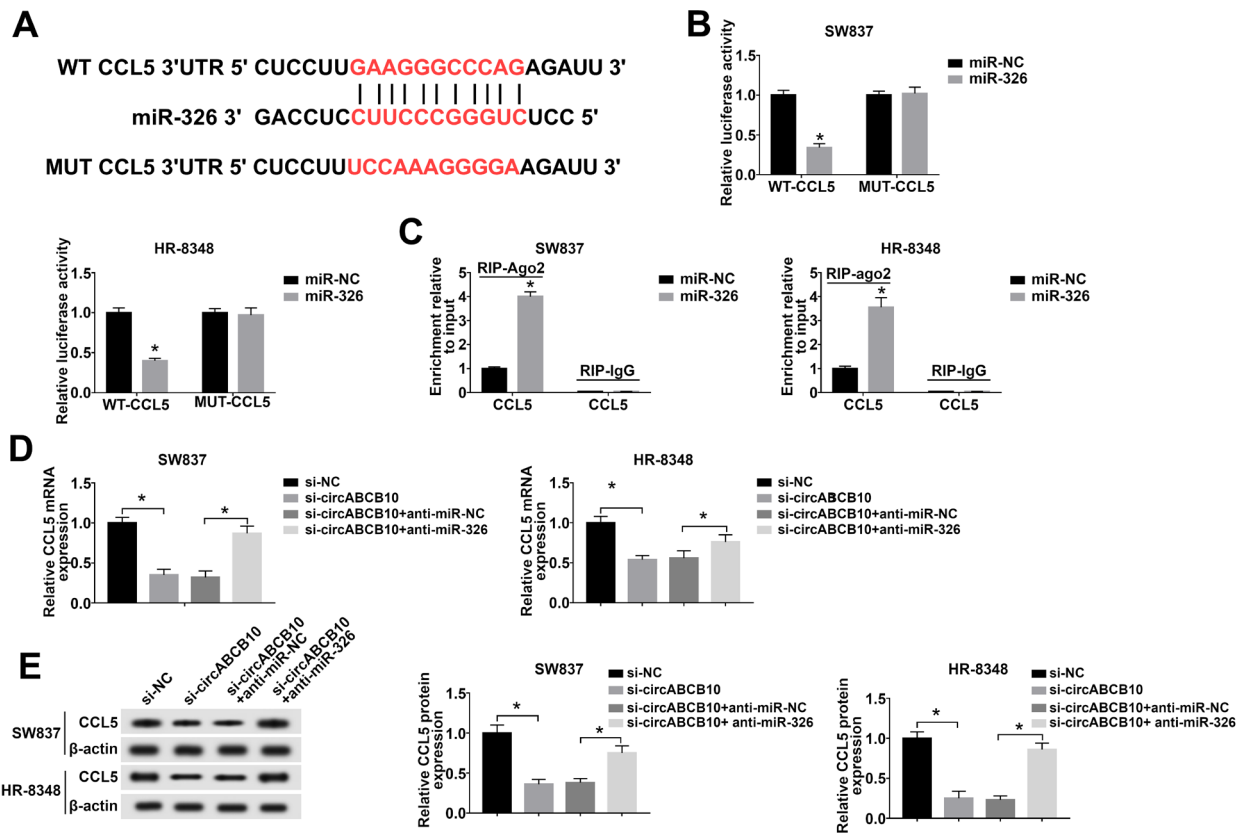 A
WT CCL5 3'UTR 5' CUCCUUGAAGGGCCCAGAGAUU 3'
miR-326 3' GACCUCCUUCCCGGGUCUCC 5'
MUT CCL5 3'UTR 5' CUCCUUUCCAAAGGGGAAGAUU 3'
B
SW837
Relative luciferase activity
1.5
1.0
0.5
0.0
*
WT-CCL5
MUT-CCL5
miR-NC
miR-326
HR-8348
Relative luciferase activity
1.5
1.0
0.5
0.0
*
WT-CCL5
MUT-CCL5
miR-NC
miR-326
C
SW837
Enrichment relative
to input
5
4
3
2
1
0
RIP-Ago2
*
RIP-IgG
CCL5
CCL5
miR-NC
miR-326
HR-8348
Enrichment relative
to input
5
4
3
2
1
0
RIP-ago2
*
RIP-IgG
CCL5
CCL5
miR-NC
miR-326
D
SW837
Relative CCL5 mRNA
expression
1.5
1.0
0.5
0.0
*
*
si-NC
si-circABCB10
si-circABCB10+anti-miR-NC
si-circABCB10+anti-miR-326
HR-8348
Relative CCL5 mRNA
expression
1.5
1.0
0.5
0.0
*
*
si-NC
si-circABCB10
si-circABCB10+anti-miR-NC
si-circABCB10+anti-miR-326
E
si-NC
si-circABCB10
si-circABCB10
+anti-miR-NC
si-circABCB10
+anti-miR-326
SW837
CCL5
β-actin
HR-8348
CCL5
β-actin
SW837
Relative CCL5 protein
expression
1.5
1.0
0.5
0.0
*
*
si-NC
si-circABCB10
si-circABCB10+anti-miR-NC
si-circABCB10+ anti-miR-326
HR-8348
Relative CCL5 protein
expression
1.5
1.0
0.5
0.0
*
*
si-NC
si-circABCB10
si-circABCB10+anti-miR-NC
si-circABCB10+ anti-miR-326